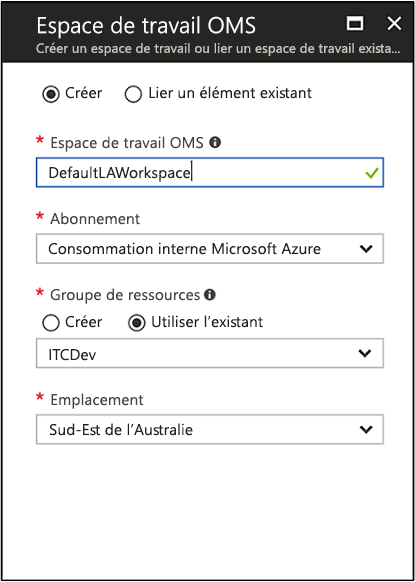 Espace de travail OMS
Créer un espace de travail ou lier un espace de travail exista...
Créer Lier un élément existant
* Espace de travail OMS
DefaultLAWorkspace
* Abonnement
Consommation interne Microsoft Azure
* Groupe de ressources
Créer Utiliser l'existant
ITCDev
* Emplacement
Sud-Est de l'Australie